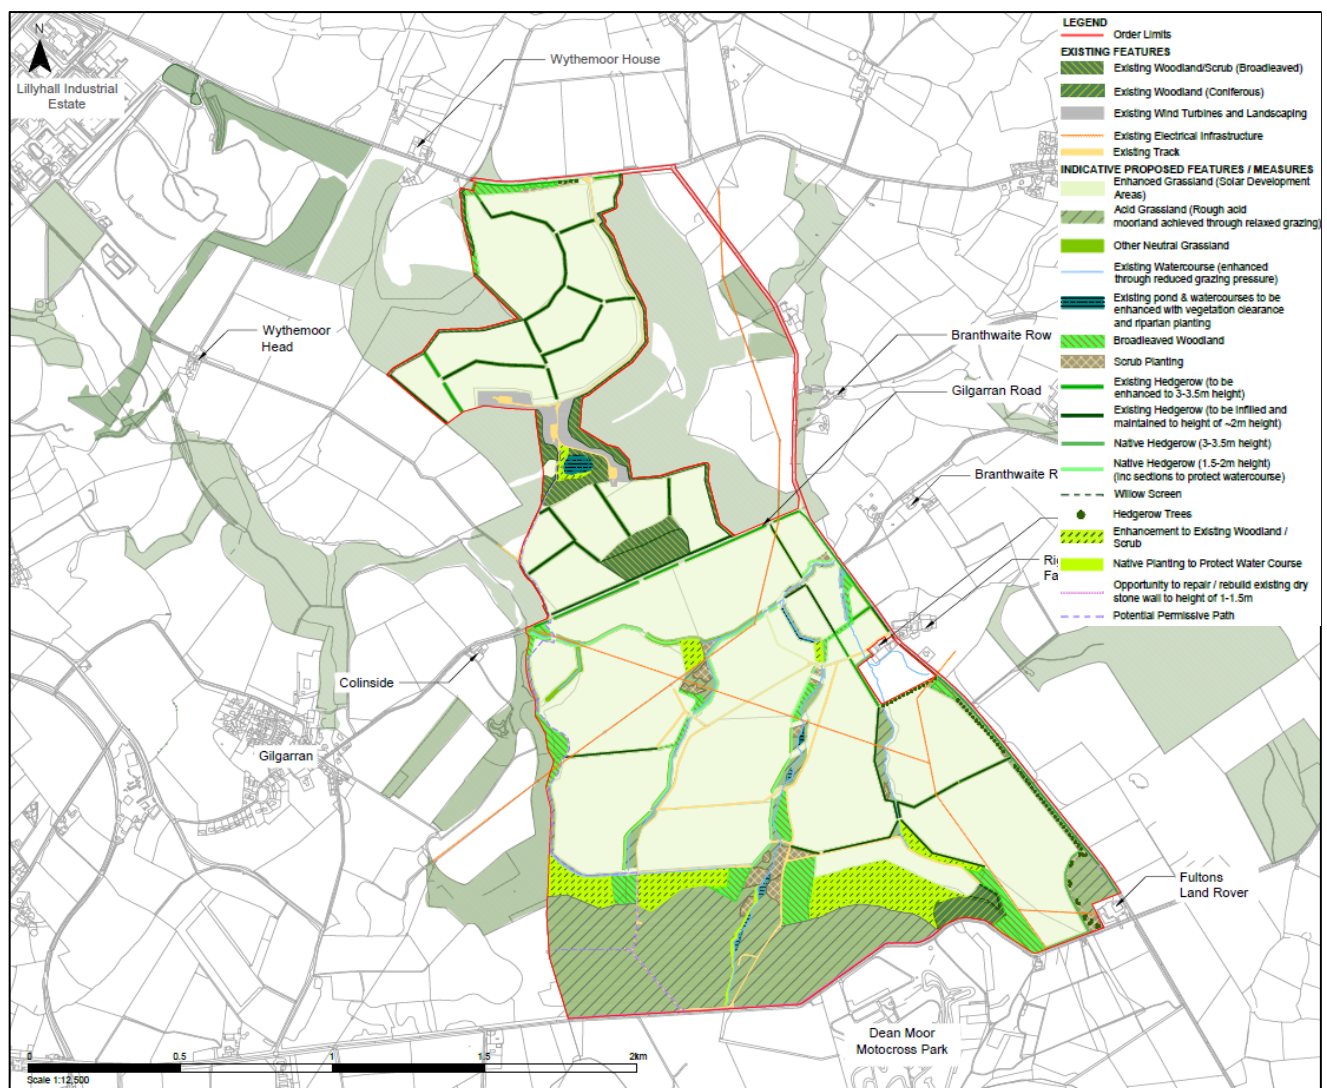 N
Lillyhall Industrial
Estate
Wythemoor House
Wythemoor
Head
Branthwaite Row
Gilgarran Road
Branthwaite R
Colinside
Gilgarran
Fultons
Land Rover
Dean Moor
Motocross Park
0
0.5
1
1.5
2km
Scale 1:12,500
LEGEND
Order Limits
EXISTING FEATURES
Existing Woodland/Scrub (Broadleaved)
Existing Woodland (Coniferous)
Existing Wind Turbines and Landscaping
Existing Electrical Infrastructure
Existing Track
INDICATIVE PROPOSED FEATURES / MEASURES
Enhanced Grassland (Solar Development
Areas)
Acid Grassland (Rough acid
moorland achieved through relaxed grazing)
Other Neutral Grassland
Existing Watercourse (enhanced
through reduced grazing pressure)
Existing pond & watercourses to be
enhanced with vegetation clearance
and riparian planting
Broadleaved Woodland
Scrub Planting
Existing Hedgerow (to be
enhanced to 3-3.5m height)
Existing Hedgerow (to be infilled and
maintained to height of ~2m height)
Native Hedgerow (3-3.5m height)
Native Hedgerow (1.5-2m height)
(inc sections to protect watercourse)
Willow Screen
Hedgerow Trees
Enhancement to Existing Woodland /
Scrub
Native Planting to Protect Water Course
Opportunity to repair / rebuild existing dry
stone wall to height of 1-1.5m
Potential Permissive Path